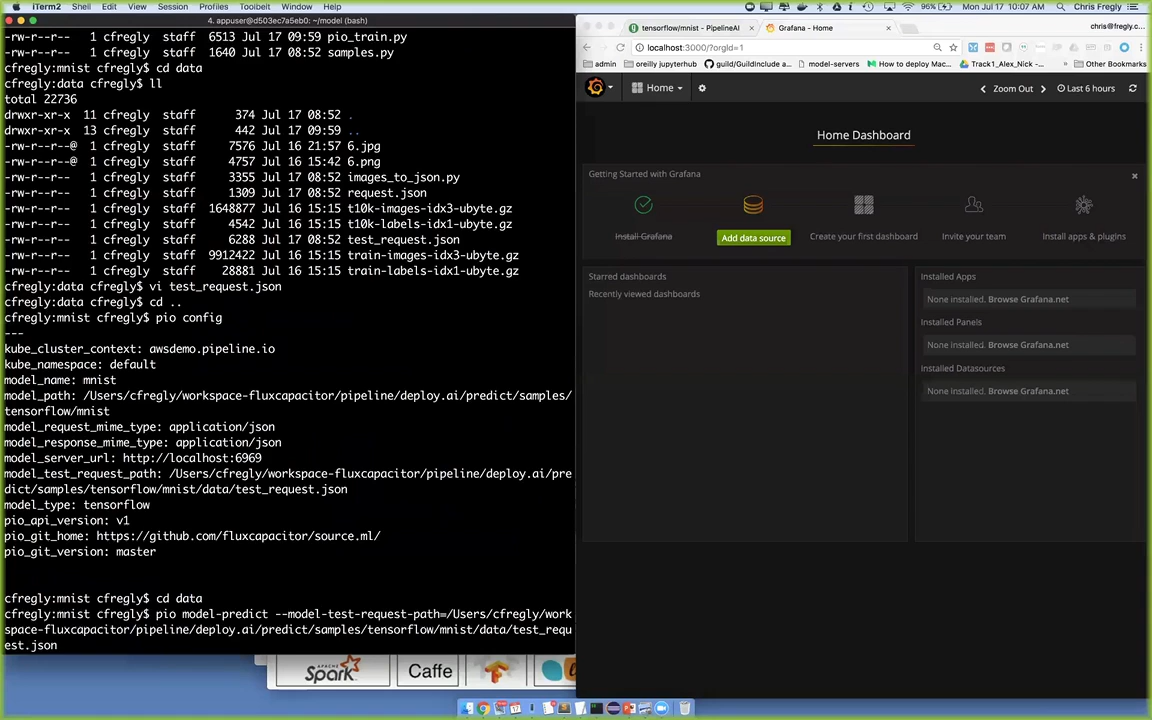 iTerm2 Shell Edit View Session Profiles Toolbelt Window Help
96% Mon Jul 17 10:07 AM Chris Fregly
4. appuser@d503ec7a5eb0: ~/model (bash)
-rw-r--r-- 1 cfregly staff 6513 Jul 17 09:59 pio_train.py
-rw-r--r-- 1 cfregly staff 1640 Jul 17 08:52 samples.py
cfregly:mnist cfregly$ cd data
cfregly:data cfregly$ ll
total 22736
drwxr-xr-x 11 cfregly staff 374 Jul 17 08:52 .
drwxr-xr-x 13 cfregly staff 442 Jul 17 09:59 ..
-rw-r--r--@ 1 cfregly staff 7576 Jul 16 21:57 6.jpg
-rw-r--r--@ 1 cfregly staff 4757 Jul 16 15:42 6.png
-rw-r--r-- 1 cfregly staff 3355 Jul 17 08:52 images_to_json.py
-rw-r--r-- 1 cfregly staff 1309 Jul 17 08:52 request.json
-rw-r--r-- 1 cfregly staff 1648877 Jul 16 15:15 t10k-images-idx3-ubyte.gz
-rw-r--r-- 1 cfregly staff 4542 Jul 16 15:15 t10k-labels-idx1-ubyte.gz
-rw-r--r-- 1 cfregly staff 6288 Jul 17 08:52 test_request.json
-rw-r--r-- 1 cfregly staff 9912422 Jul 16 15:15 train-images-idx3-ubyte.gz
-rw-r--r-- 1 cfregly staff 28881 Jul 16 15:15 train-labels-idx1-ubyte.gz
cfregly:data cfregly$ vi test_request.json
cfregly:data cfregly$ cd ..
cfregly:mnist cfregly$ pio config
---
kube_cluster_context: awsdemo.pipeline.io
kube_namespace: default
model_name: mnist
model_path: /Users/cfregly/workspace-fluxcapacitor/pipeline/deploy.ai/predict/samples/
tensorflow/mnist
model_request_mime_type: application/json
model_response_mime_type: application/json
model_server_url: http://localhost:6969
model_test_request_path: /Users/cfregly/workspace-fluxcapacitor/pipeline/deploy.ai/pre
dict/samples/tensorflow/mnist/data/test_request.json
model_type: tensorflow
pio_api_version: v1
pio_git_home: https://github.com/fluxcapacitor/source.ml/
pio_git_version: master
cfregly:mnist cfregly$ cd data
cfregly:mnist cfregly$ pio model-predict --model-test-request-path=/Users/cfregly/work
space-fluxcapacitor/pipeline/deploy.ai/predict/samples/tensorflow/mnist/data/test_requ
est.json
APACHE Spark Caffe
tensorflow/mnist - PipelineAI Grafana - Home chris@fregly.c...
localhost:3000/?orgId=1
admin oreilly jupyterhub guild/GuildInclude a... model-servers How to deploy Mac... Track1_Alex_Nick -... Other Bookmarks
Home Zoom Out Last 6 hours
Home Dashboard
Getting Started with Grafana
Install Grafana
Add data source
Create your first dashboard
Invite your team
Install apps & plugins
Starred dashboards
Recently viewed dashboards
Installed Apps
None installed. Browse Grafana.net
Installed Panels
None installed. Browse Grafana.net
Installed Datasources
None installed. Browse Grafana.net